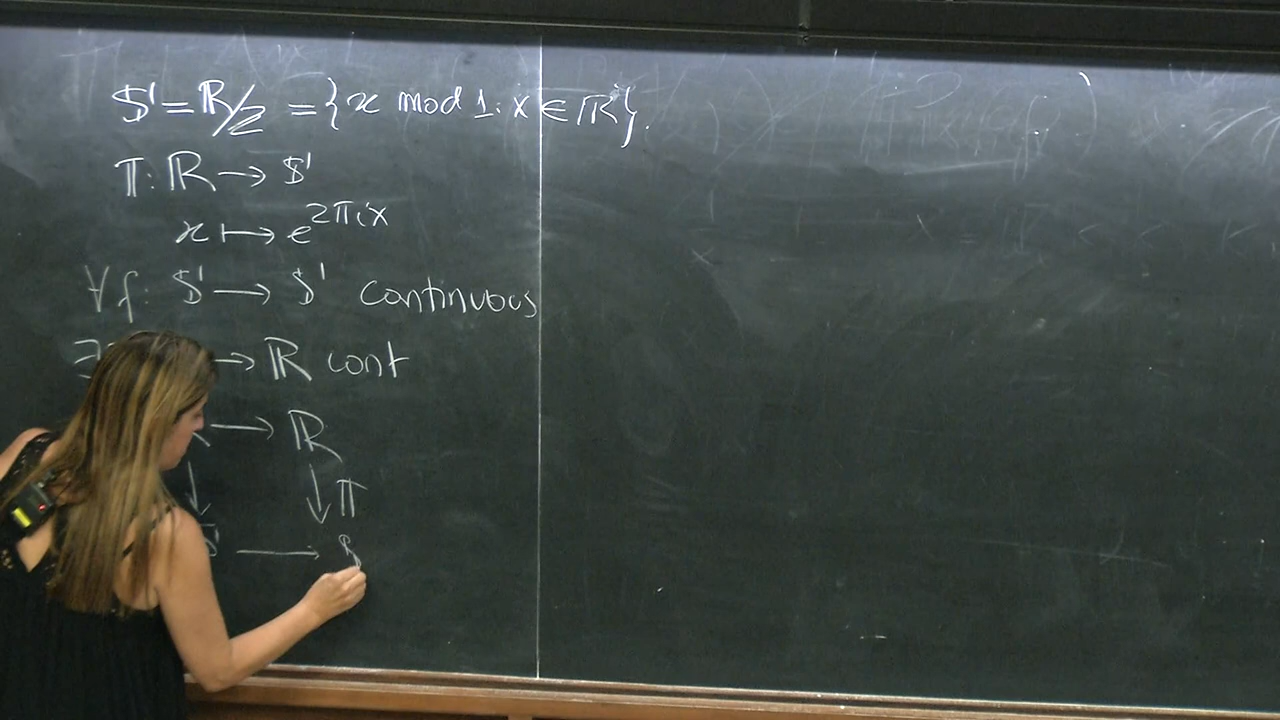 𝕊¹ = ℝ/ℤ = {x mod 1 : x ∈ ℝ}.
π: ℝ → 𝕊¹
x ↦ e^{2πix}
∀f: 𝕊¹ → 𝕊¹ continuous
∃ → ℝ cont
→ ℝ
↓ ↓ π
𝕊¹ → 𝕊